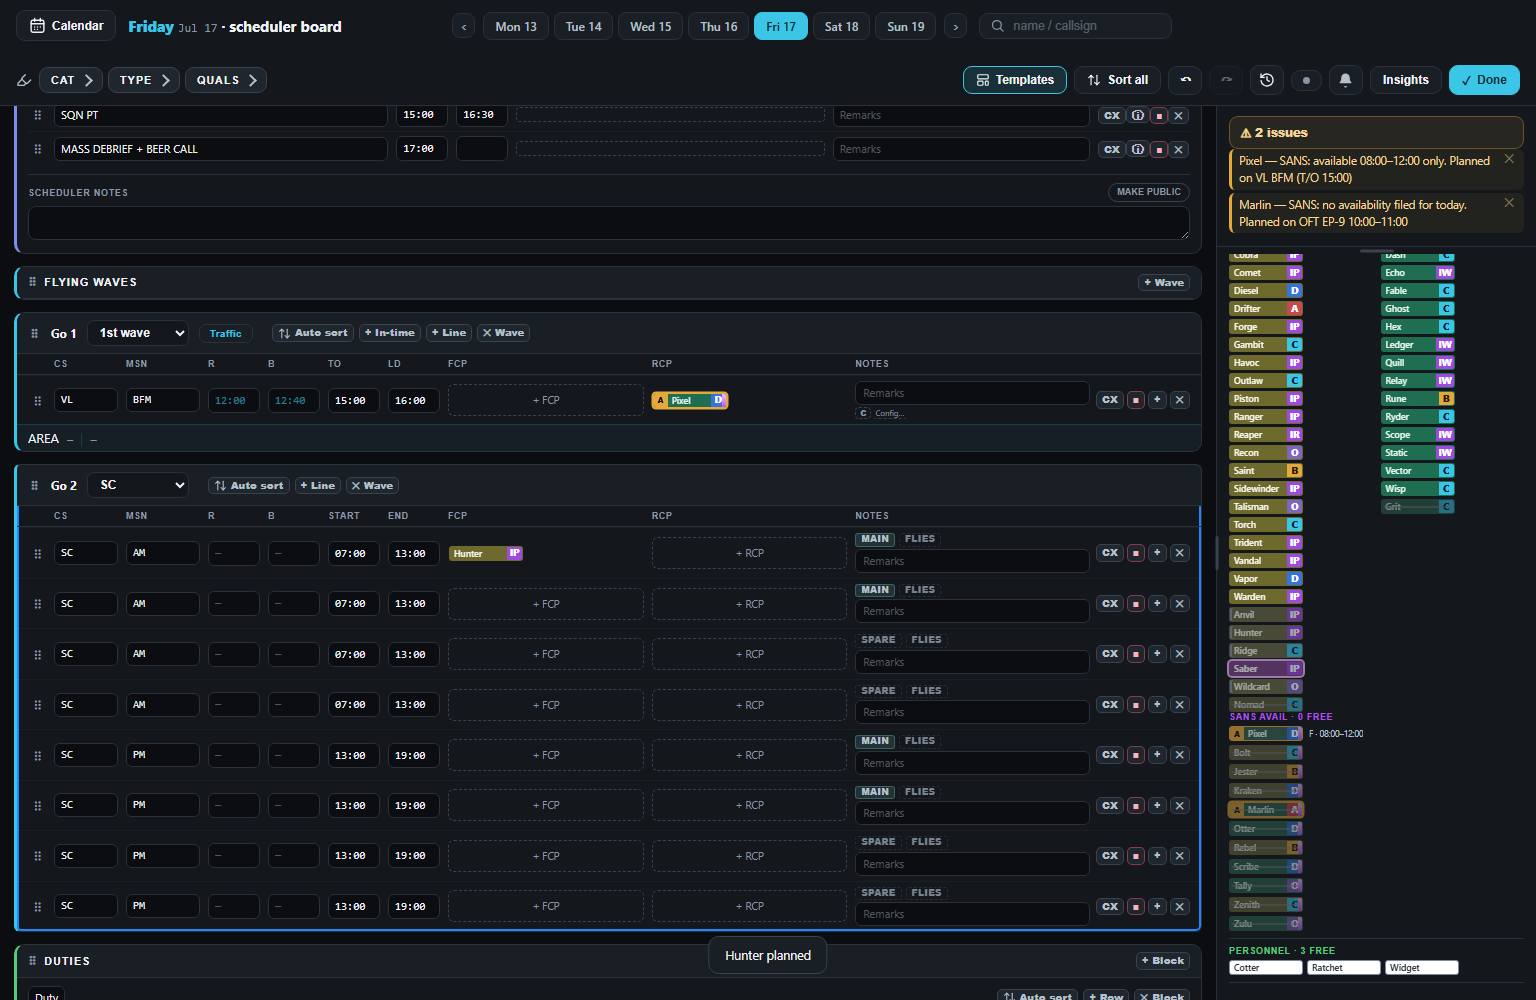 Calendar
Friday Jul 17 · scheduler board
‹ Mon 13 Tue 14 Wed 15 Thu 16 Fri 17 Sat 18 Sun 19 ›
name / callsign
CAT TYPE QUALS
Templates Sort all Insights ✓ Done
SQN PT 15:00 16:30 Remarks CX
MASS DEBRIEF + BEER CALL 17:00 Remarks CX
SCHEDULER NOTES MAKE PUBLIC
FLYING WAVES + Wave
Go 1 1st wave Traffic Auto sort + In-time + Line × Wave
CS MSN R B TO LD FCP RCP NOTES
VL BFM 12:00 12:40 15:00 16:00 + FCP A Pixel D Remarks CX
C Config...
AREA – –
Go 2 SC Auto sort + Line × Wave
CS MSN R B START END FCP RCP NOTES
MAIN FLIES
SC AM – – 07:00 13:00 Hunter IP + RCP Remarks CX
MAIN FLIES
SC AM – – 07:00 13:00 + FCP + RCP Remarks CX
SPARE FLIES
SC AM – – 07:00 13:00 + FCP + RCP Remarks CX
SPARE FLIES
SC AM – – 07:00 13:00 + FCP + RCP Remarks CX
MAIN FLIES
SC PM – – 13:00 19:00 + FCP + RCP Remarks CX
MAIN FLIES
SC PM – – 13:00 19:00 + FCP + RCP Remarks CX
SPARE FLIES
SC PM – – 13:00 19:00 + FCP + RCP Remarks CX
SPARE FLIES
SC PM – – 13:00 19:00 + FCP + RCP Remarks CX
DUTIES + Block
Hunter planned
Duty Auto sort + Row × Block
⚠ 2 issues
Pixel — SANS: available 08:00–12:00 only. Planned
on VL BFM (T/O 15:00)
Marlin — SANS: no availability filed for today.
Planned on OFT EP-9 10:00–11:00
Cobra IP Dash C
Comet IP Echo IW
Diesel D Fable C
Drifter A Ghost C
Forge IP Hex C
Gambit C Ledger IW
Havoc IP Quill IW
Outlaw C Relay IW
Piston IP Rune B
Ranger IP Ryder C
Reaper IR Scope IW
Recon O Static IW
Saint B Vector C
Sidewinder IP Wisp C
Talisman O Grit C
Torch C
Trident IP
Vandal IP
Vapor D
Warden IP
Anvil IP
Hunter IP
Ridge C
Saber IP
Wildcard O
Nomad C
SANS AVAIL · 0 FREE
A Pixel D F · 08:00–12:00
Bolt C
Jester B
Kraken D
A Marlin A
Otter D
Rebel B
Scribe D
Tally O
Zenith C
Zulu O
PERSONNEL · 3 FREE
Cotter Ratchet Widget